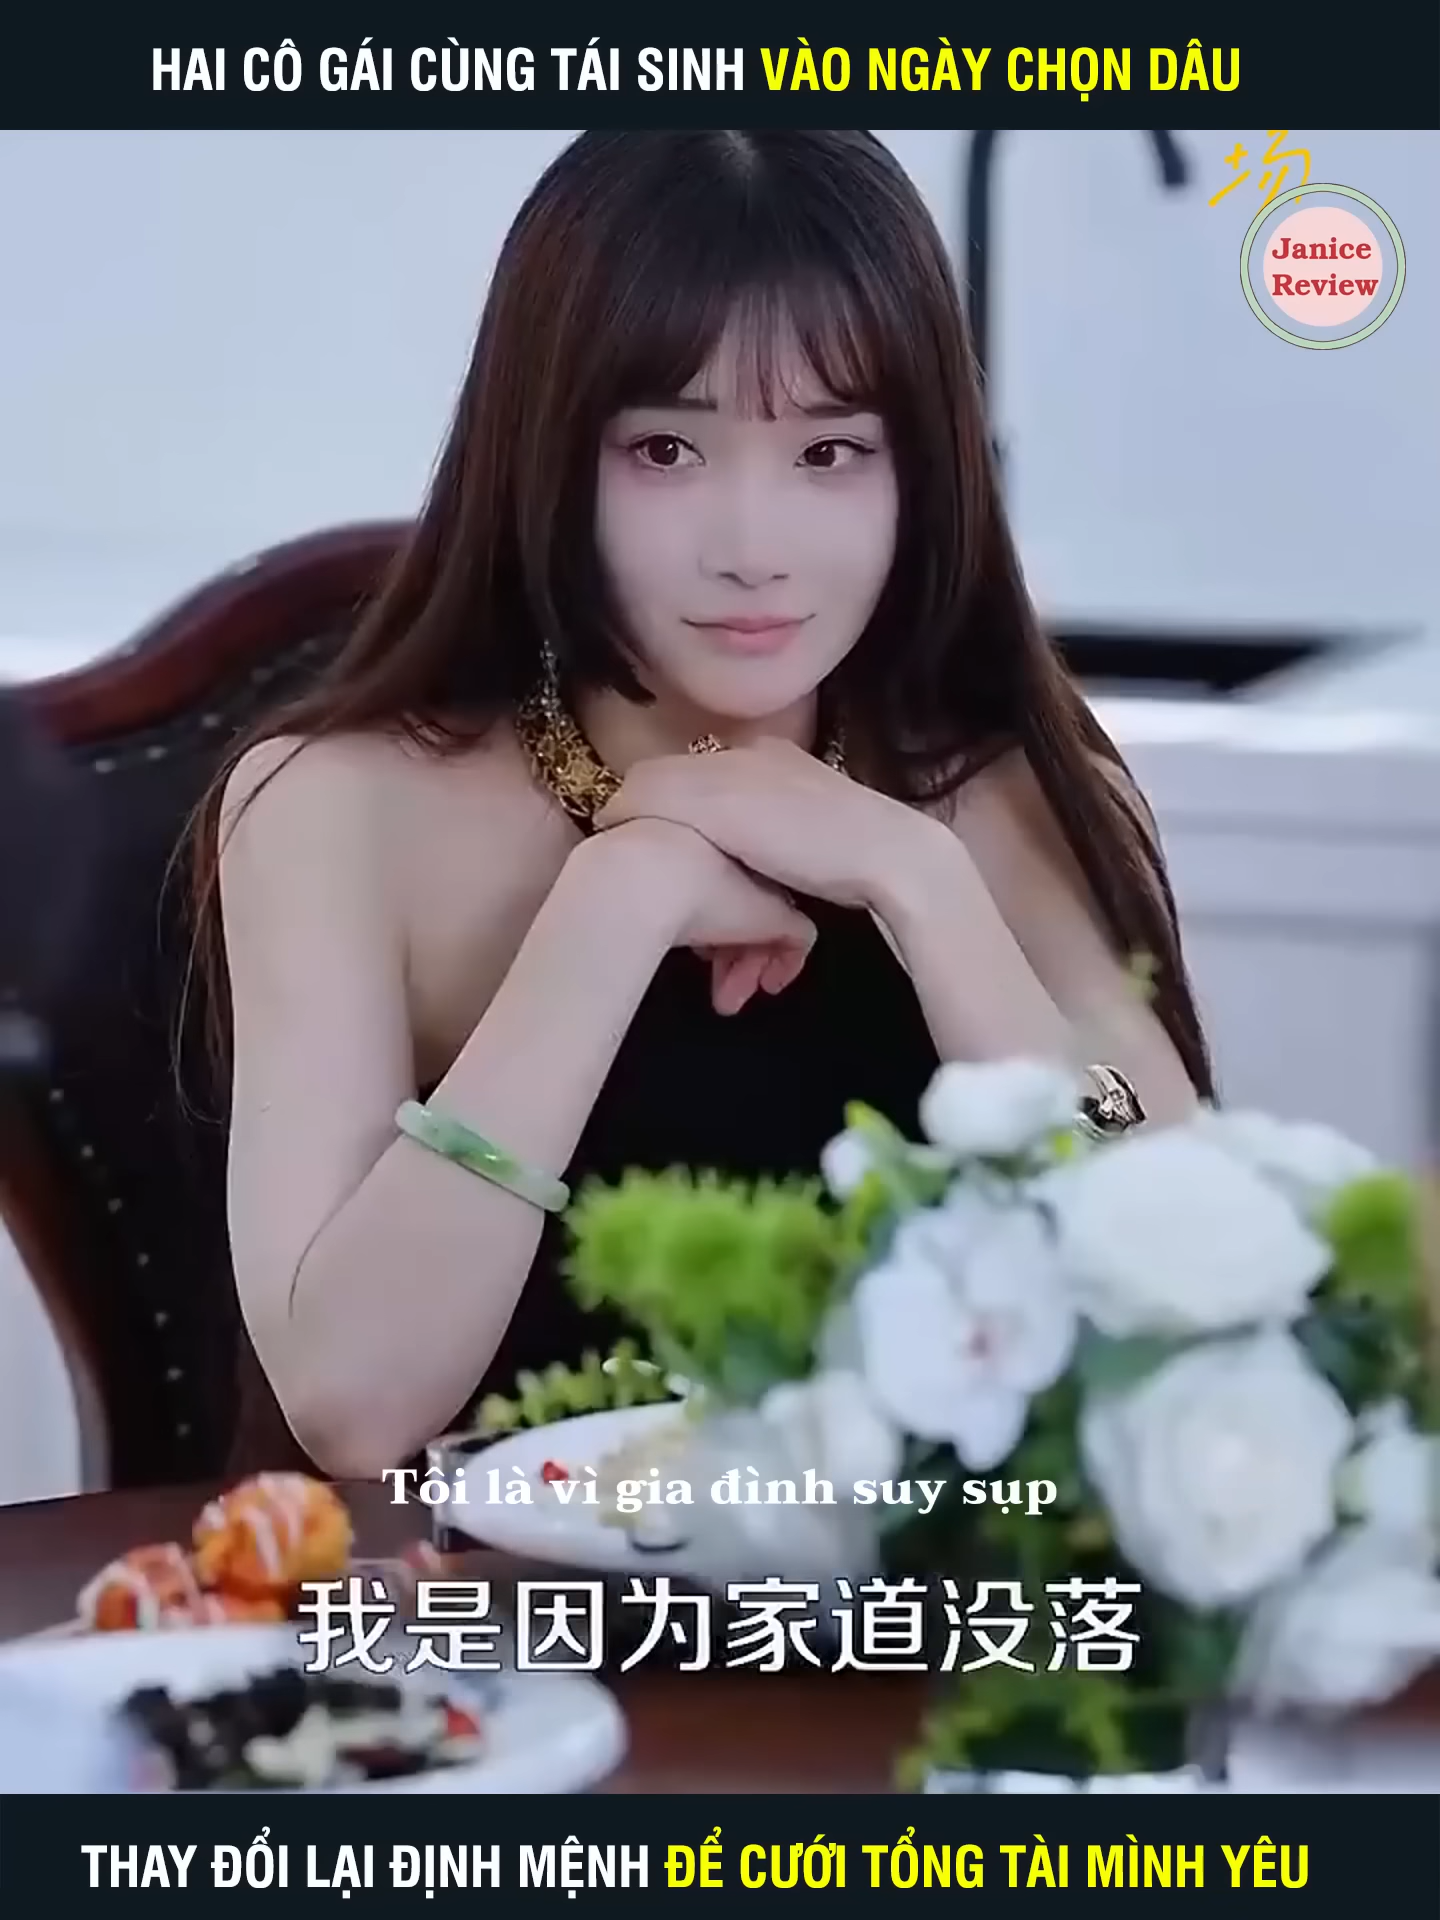 HAI CÔ GÁI CÙNG TÁI SINH VÀO NGÀY CHỌN DÂU
场
Janice
Review
Tôi là vì gia đình suy sụp
我是因为家道没落
THAY ĐỔI LẠI ĐỊNH MỆNH ĐỂ CƯỚI TỔNG TÀI MÌNH YÊU